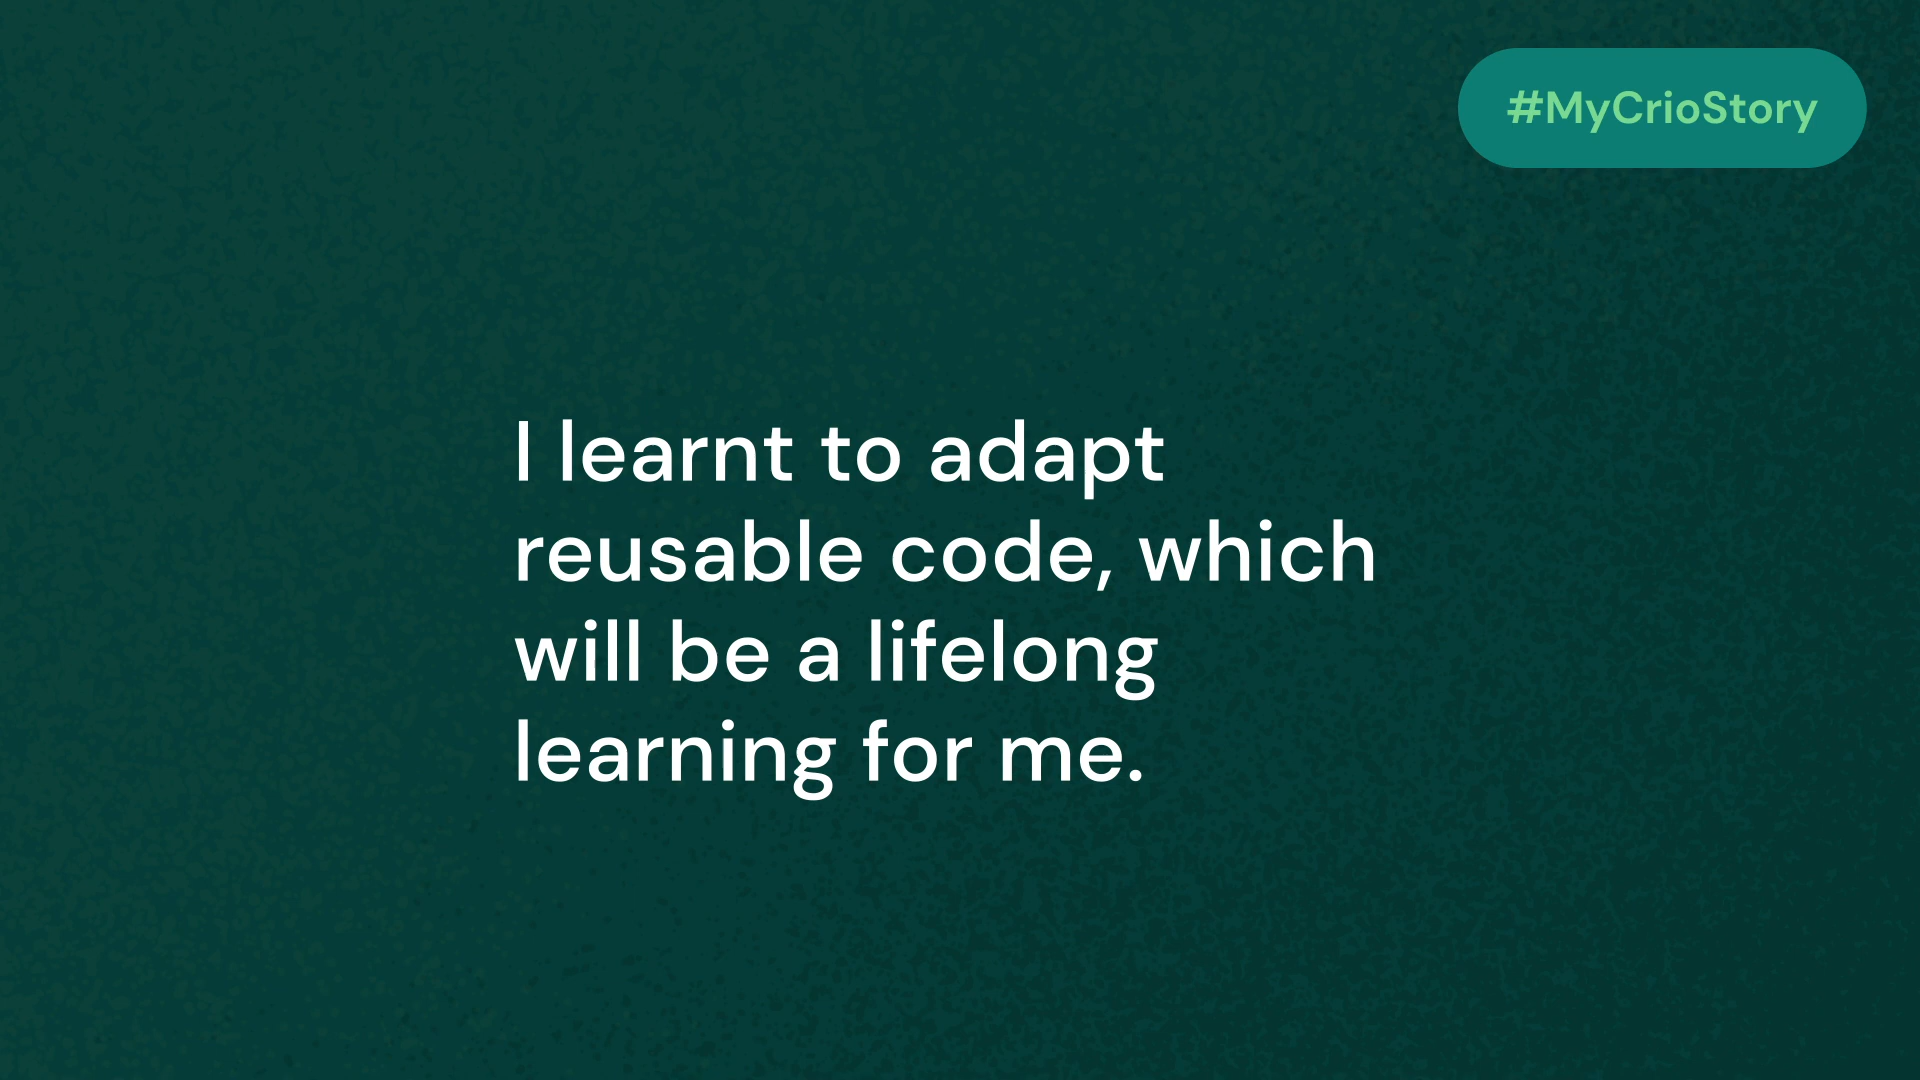 #MyCrioStory
I learnt to adapt
reusable code, which
will be a lifelong
learning for me.